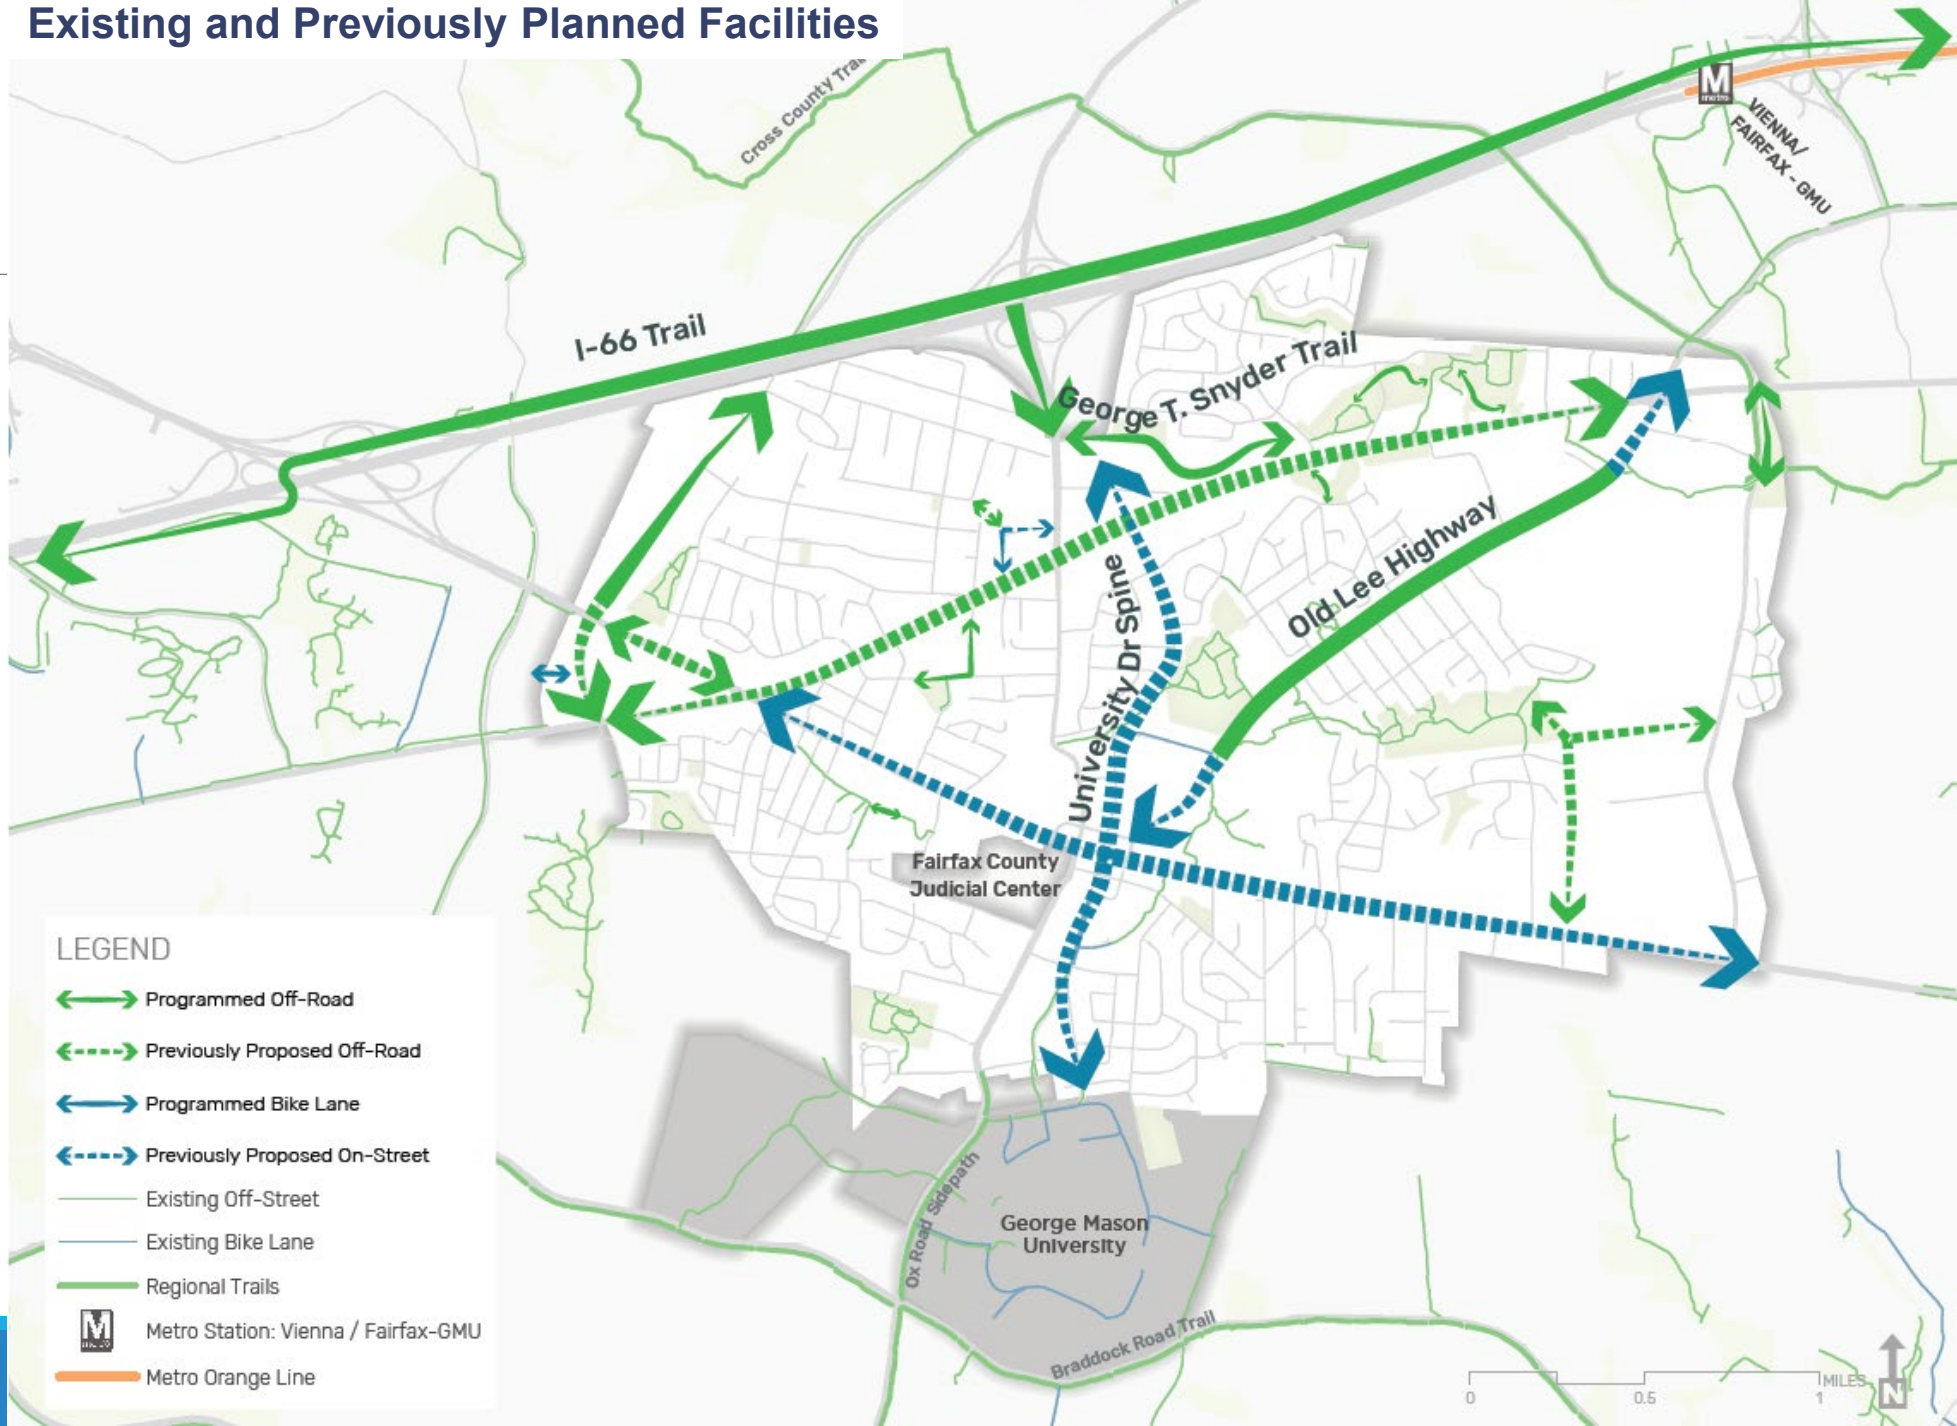 Existing and Previously Planned Facilities
Cross County Trail
M
metro
VIENNA/
FAIRFAX - GMU
I-66 Trail
George T. Snyder Trail
Old Lee Highway
University Dr Spine
Fairfax County
Judicial Center
LEGEND
Programmed Off-Road
Previously Proposed Off-Road
Programmed Bike Lane
Previously Proposed On-Street
Existing Off-Street
Existing Bike Lane
Regional Trails
M
Metro Station: Vienna / Fairfax-GMU
Metro Orange Line
Ox Road Sidepath
George Mason
University
Braddock Road Trail
0 0.5 1 MILES
N